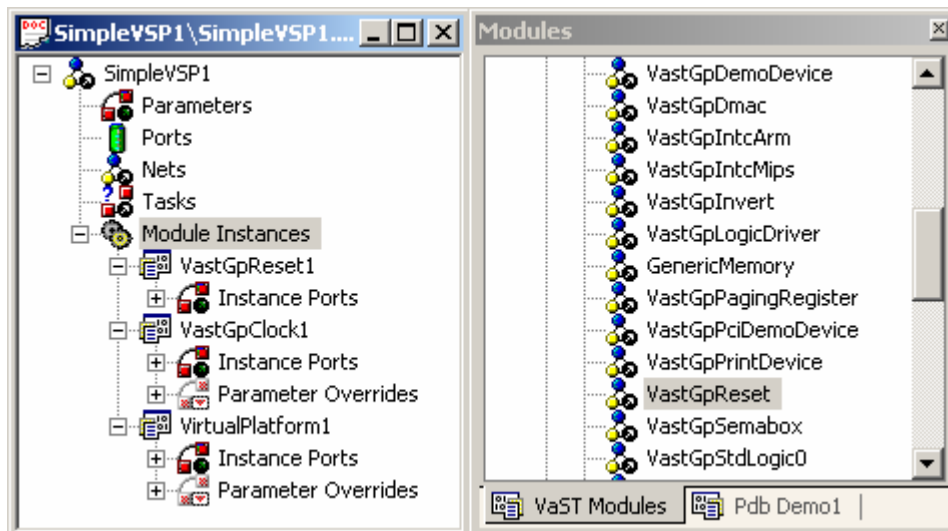 SimpleVSP1\SimpleVSP1....
SimpleVSP1
Parameters
Ports
Nets
Tasks
Module Instances
VastGpReset1
Instance Ports
VastGpClock1
Instance Ports
Parameter Overrides
VirtualPlatform1
Instance Ports
Parameter Overrides
Modules
VastGpDemoDevice
VastGpDmac
VastGpIntcArm
VastGpIntcMips
VastGpInvert
VastGpLogicDriver
GenericMemory
VastGpPagingRegister
VastGpPciDemoDevice
VastGpPrintDevice
VastGpReset
VastGpSemabox
VastGpStdLogic0
VaST Modules
Pdb Demo1